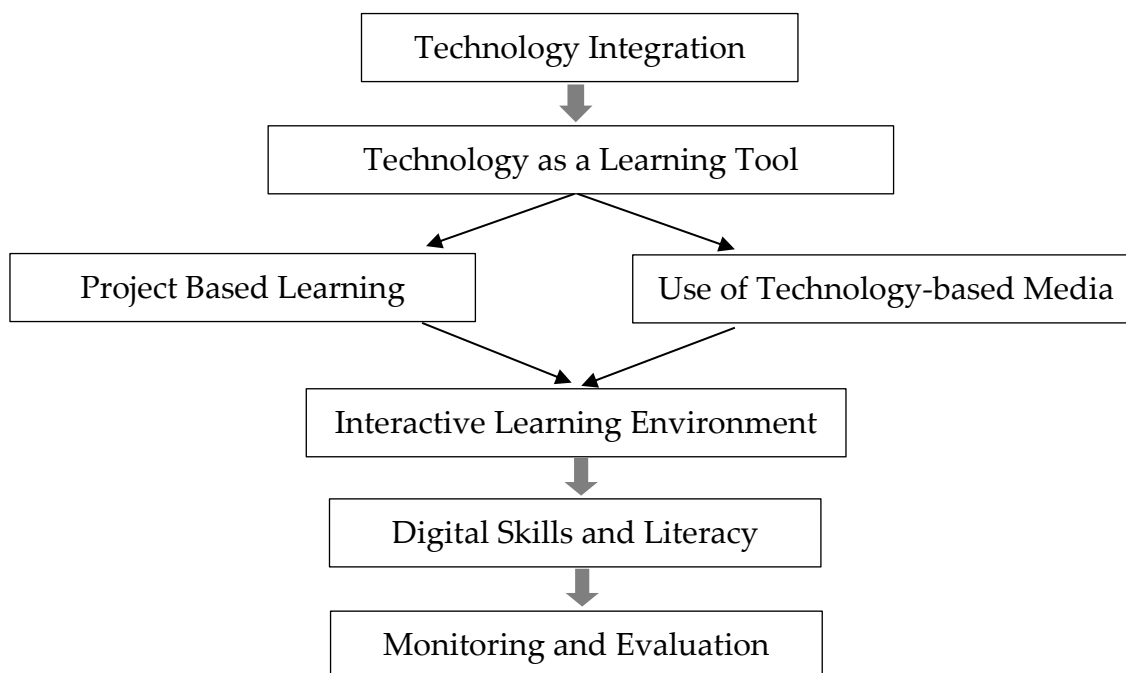 Technology Integration
Technology as a Learning Tool
Project Based Learning
Use of Technology-based Media
Interactive Learning Environment
Digital Skills and Literacy
Monitoring and Evaluation